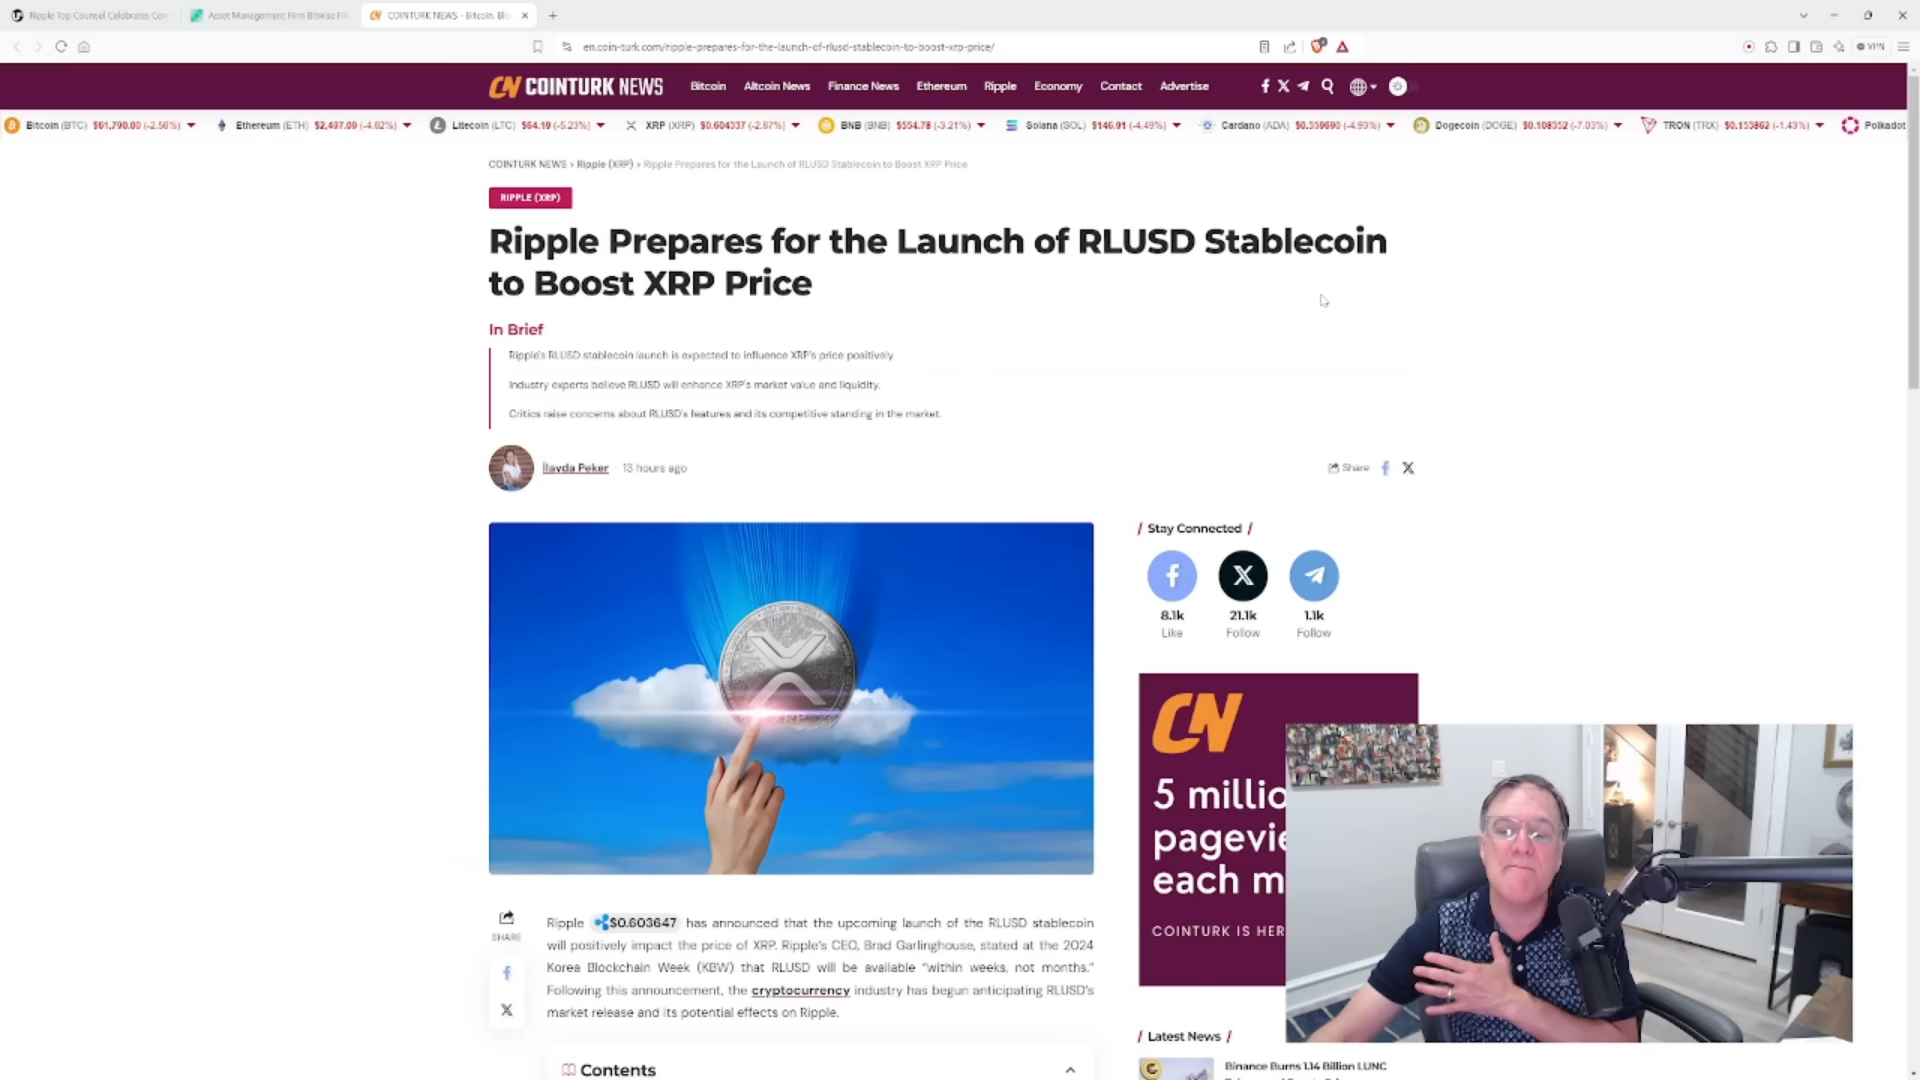 Ripple Top Counsel Celebrates Con
Asset Management Firm Bitwise Fil
COINTURK NEWS - Bitcoin, Blo
en.coin-turk.com/ripple-prepares-for-the-launch-of-rlusd-stablecoin-to-boost-xrp-price/
VPN
CN COINTURK NEWS
Bitcoin Altcoin News Finance News Ethereum Ripple Economy Contact Advertise
Bitcoin (BTC) $61,790.00 (-2.56%) Ethereum (ETH) $2,497.09 (-4.62%) Litecoin (LTC) $64.19 (-5.23%) XRP (XRP) $0.604337 (-2.87%) BNB (BNB) $554.78 (-3.21%) Solana (SOL) $146.91 (-4.49%) Cardano (ADA) $0.359690 (-4.93%) Dogecoin (DOGE) $0.108352 (-7.03%) TRON (TRX) $0.153862 (-1.43%) Polkadot
COINTURK NEWS > Ripple (XRP) > Ripple Prepares for the Launch of RLUSD Stablecoin to Boost XRP Price
RIPPLE (XRP)
Ripple Prepares for the Launch of RLUSD Stablecoin
to Boost XRP Price
In Brief
Ripple's RLUSD stablecoin launch is expected to influence XRP's price positively.
Industry experts believe RLUSD will enhance XRP's market value and liquidity.
Critics raise concerns about RLUSD's features and its competitive standing in the market.
İlayda Peker 13 hours ago
Share
Stay Connected
8.1k 21.1k 1.1k
Like Follow Follow
CN
5 millio
pagevie
each m
COINTURK IS HER
SHARE
Ripple $0.603647 has announced that the upcoming launch of the RLUSD stablecoin
will positively impact the price of XRP. Ripple's CEO, Brad Garlinghouse, stated at the 2024
Korea Blockchain Week (KBW) that RLUSD will be available “within weeks, not months.”
Following this announcement, the cryptocurrency industry has begun anticipating RLUSD's
market release and its potential effects on Ripple.
Contents
Latest News
Binance Burns 1.14 Billion LUNC